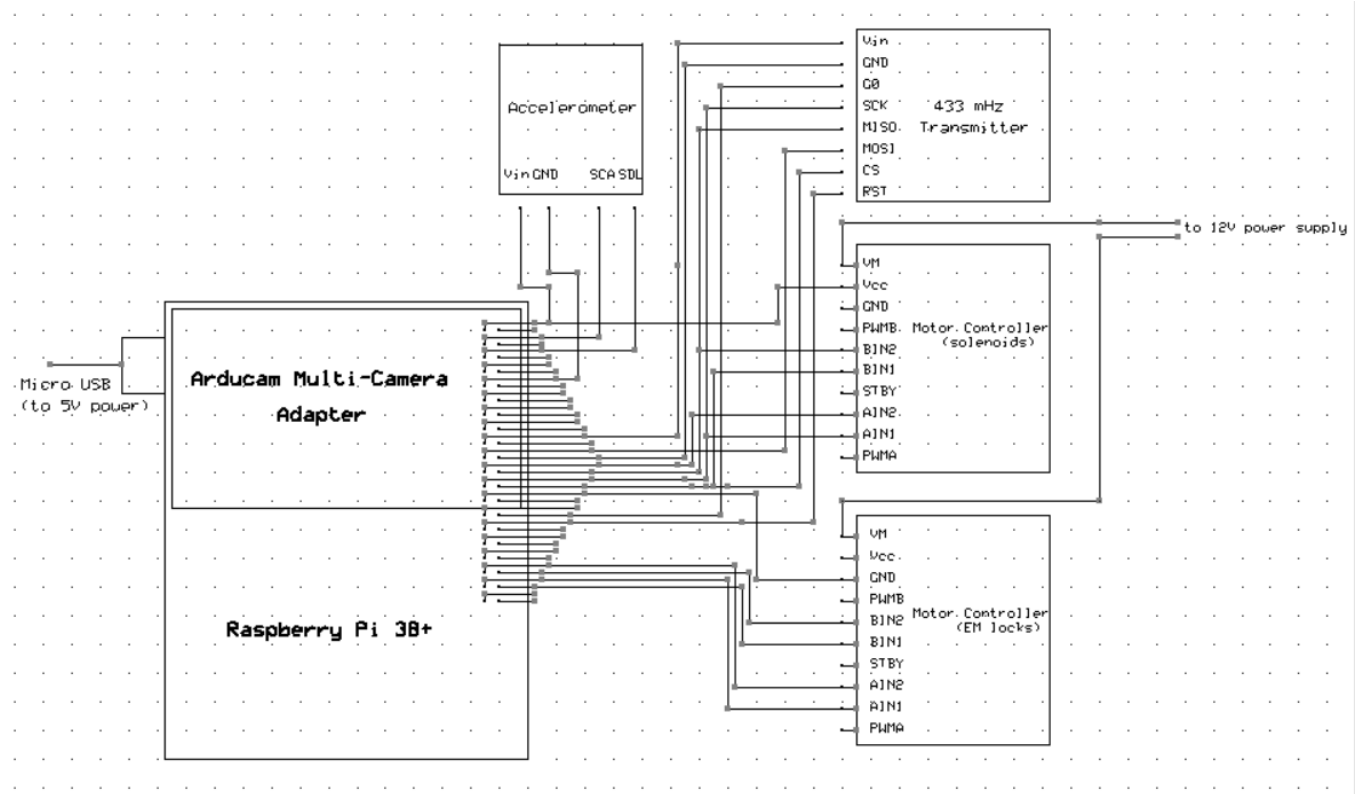 Accelerometer
Vin GND SCA SDL
Vin
GND
G0
SCK
MISO
MOSI
CS
RST
433 mHz
Transmitter
to 12V power supply
VM
Vcc
GND
PWMB
BIN2
BIN1
STBY
AIN2
AIN1
PWMA
Motor Controller
(solenoids)
Micro USB
(to 5V power)
Arducam Multi-Camera
Adapter
Raspberry Pi 3B+
VM
Vcc
GND
PWMB
BIN2
BIN1
STBY
AIN2
AIN1
PWMA
Motor Controller
(EM locks)